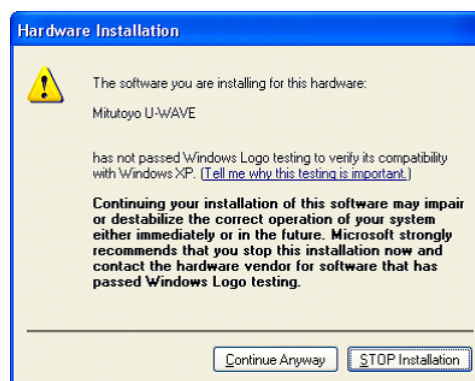 Hardware Installation
The software you are installing for this hardware:
Mitutoyo U-WAVE
has not passed Windows Logo testing to verify its compatibility
with Windows XP. (Tell me why this testing is important.)
Continuing your installation of this software may impair
or destabilize the correct operation of your system
either immediately or in the future. Microsoft strongly
recommends that you stop this installation now and
contact the hardware vendor for software that has
passed Windows Logo testing.
Continue Anyway
STOP Installation